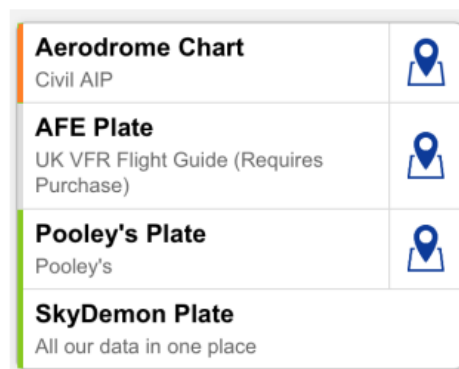 Aerodrome Chart
Civil AIP
AFE Plate
UK VFR Flight Guide (Requires
Purchase)
Pooley's Plate
Pooley's
SkyDemon Plate
All our data in one place